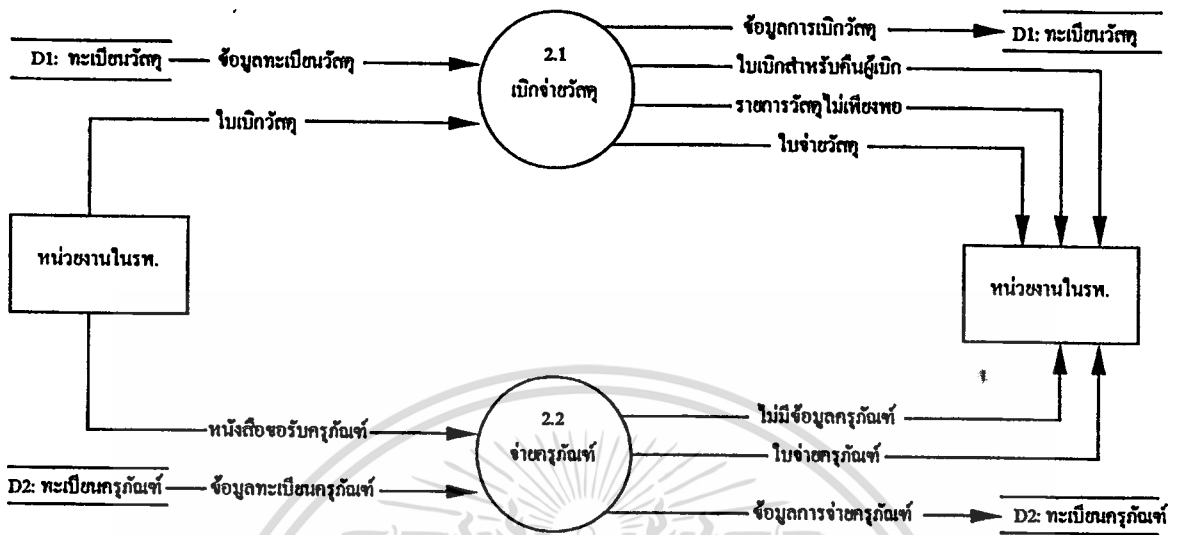 ข้อมูลการเบิกวัสดุ
D1: ทะเบียนวัสดุ
D1: ทะเบียนวัสดุ
ข้อมูลทะเบียนวัสดุ
2.1
เบิกจ่ายวัสดุ
ใบเบิกสำหรับคืนผู้เบิก
รายการวัสดุไม่เพียงพอ
ใบเบิกวัสดุ
ใบจ่ายวัสดุ
หน่วยงานในรพ.
หน่วยงานในรพ.
2.2
จ่ายครุภัณฑ์
ไม่มีข้อมูลครุภัณฑ์
หนังสือขอรับครุภัณฑ์
ใบจ่ายครุภัณฑ์
D2: ทะเบียนครุภัณฑ์
ข้อมูลทะเบียนครุภัณฑ์
ข้อมูลการจ่ายครุภัณฑ์
D2: ทะเบียนครุภัณฑ์